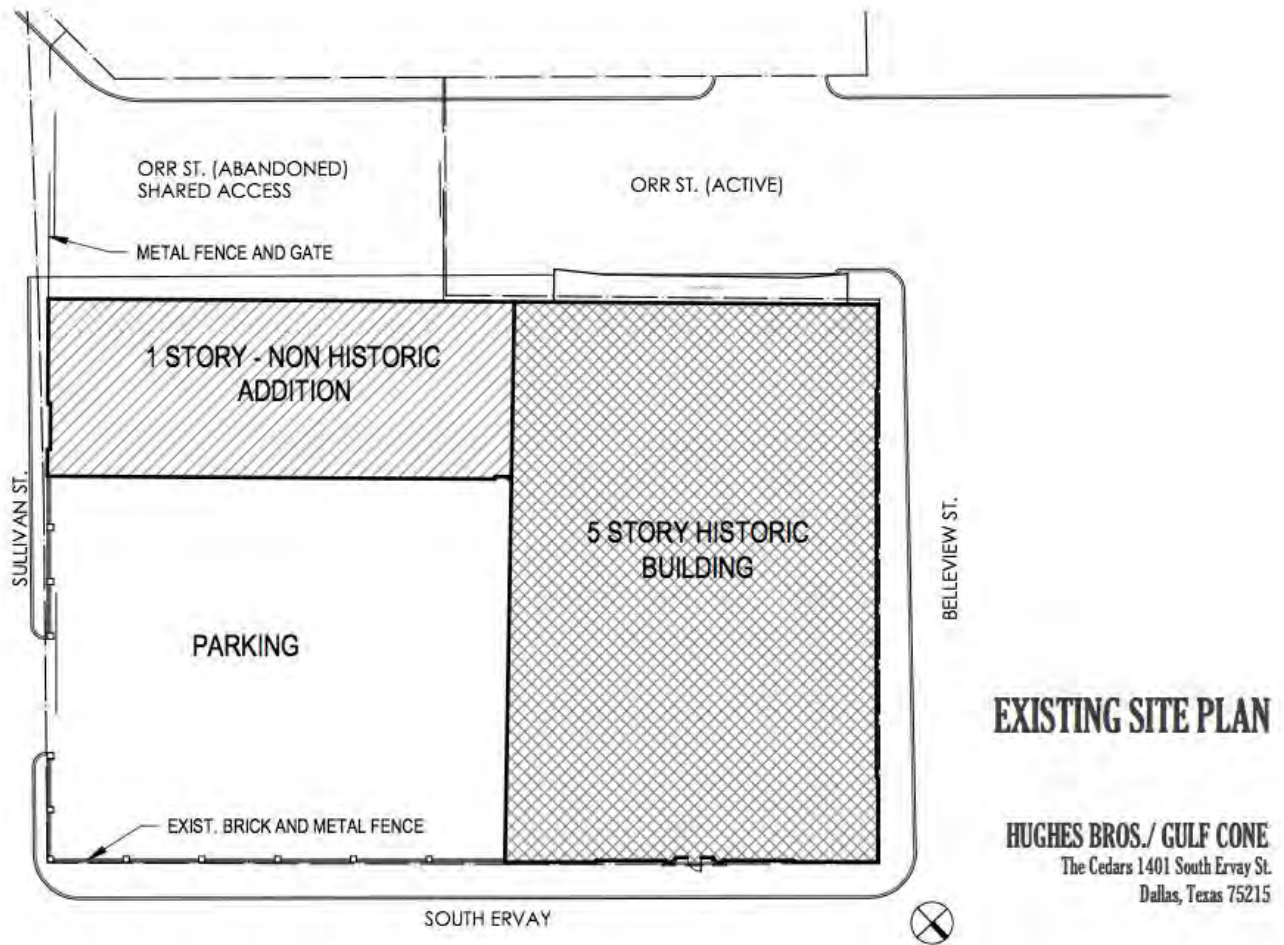 ORR ST. (ABANDONED)
SHARED ACCESS
ORR ST. (ACTIVE)
METAL FENCE AND GATE
1 STORY - NON HISTORIC
ADDITION
SULLIVAN ST.
5 STORY HISTORIC
BUILDING
BELLEVIEW ST.
PARKING
EXIST. BRICK AND METAL FENCE
SOUTH ERVAY
EXISTING SITE PLAN
HUGHES BROS./ GULF CONE
The Cedars 1401 South Ervay St.
Dallas, Texas 75215